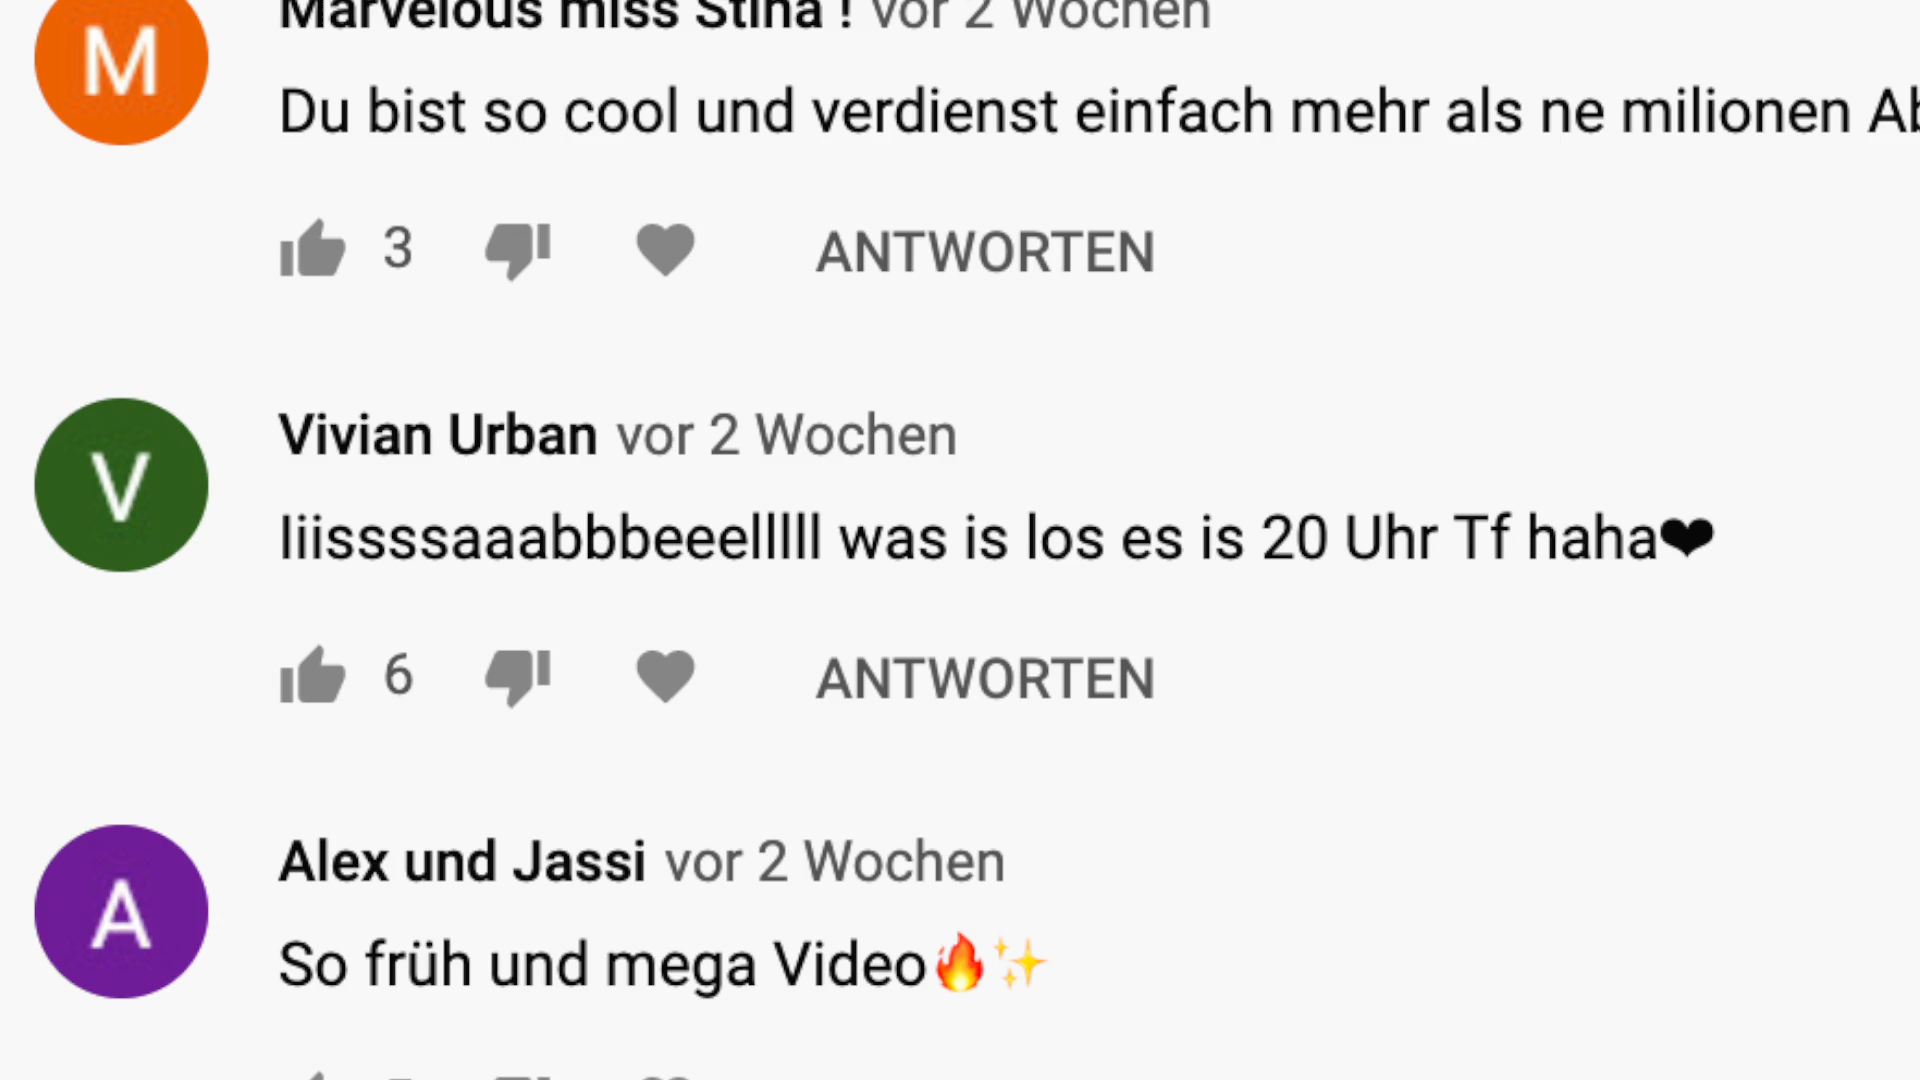 M
Marvelous miss Stina ! vor 2 Wochen
Du bist so cool und verdienst einfach mehr als ne milionen
3 ANTWORTEN
V
Vivian Urban vor 2 Wochen
liissssaaabbbeeelllll was is los es is 20 Uhr Tf haha❤
6 ANTWORTEN
A
Alex und Jassi vor 2 Wochen
So früh und mega Video🔥✨